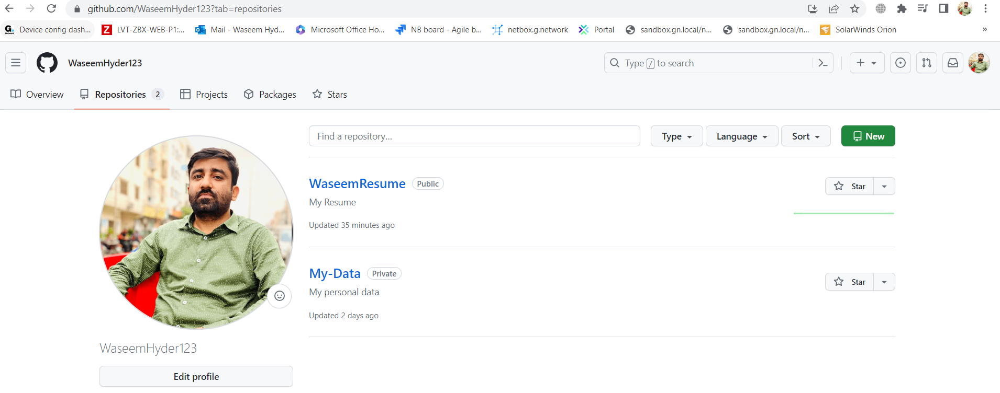 github.com/WaseemHyder123?tab=repositories
G. Network Device config dash... Z LVT-ZBX-WEB-P1:... Mail - Waseem Hyd... Microsoft Office Ho... NB board - Agile b... netbox.g.network Portal sandbox.gn.local/n... sandbox.gn.local/n... SolarWinds Orion »
WaseemHyder123 Type / to search
Overview Repositories 2 Projects Packages Stars
Find a repository... Type Language Sort New
WaseemResume Public Star
My Resume
Updated 35 minutes ago
My-Data Private Star
My personal data
Updated 2 days ago
WaseemHyder123
Edit profile